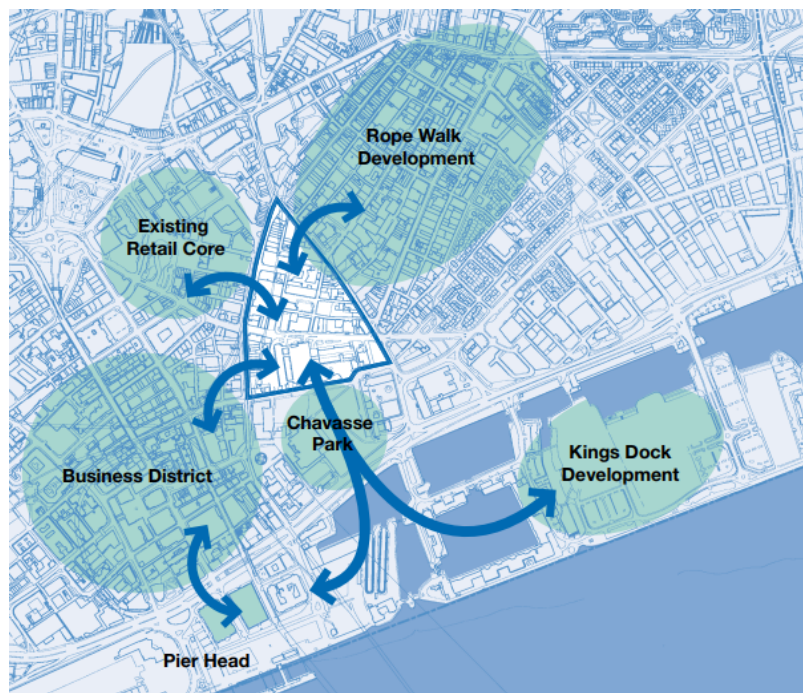 Rope Walk
Development
Existing
Retail Core
Chavasse
Park
Business District
Kings Dock
Development
Pier Head